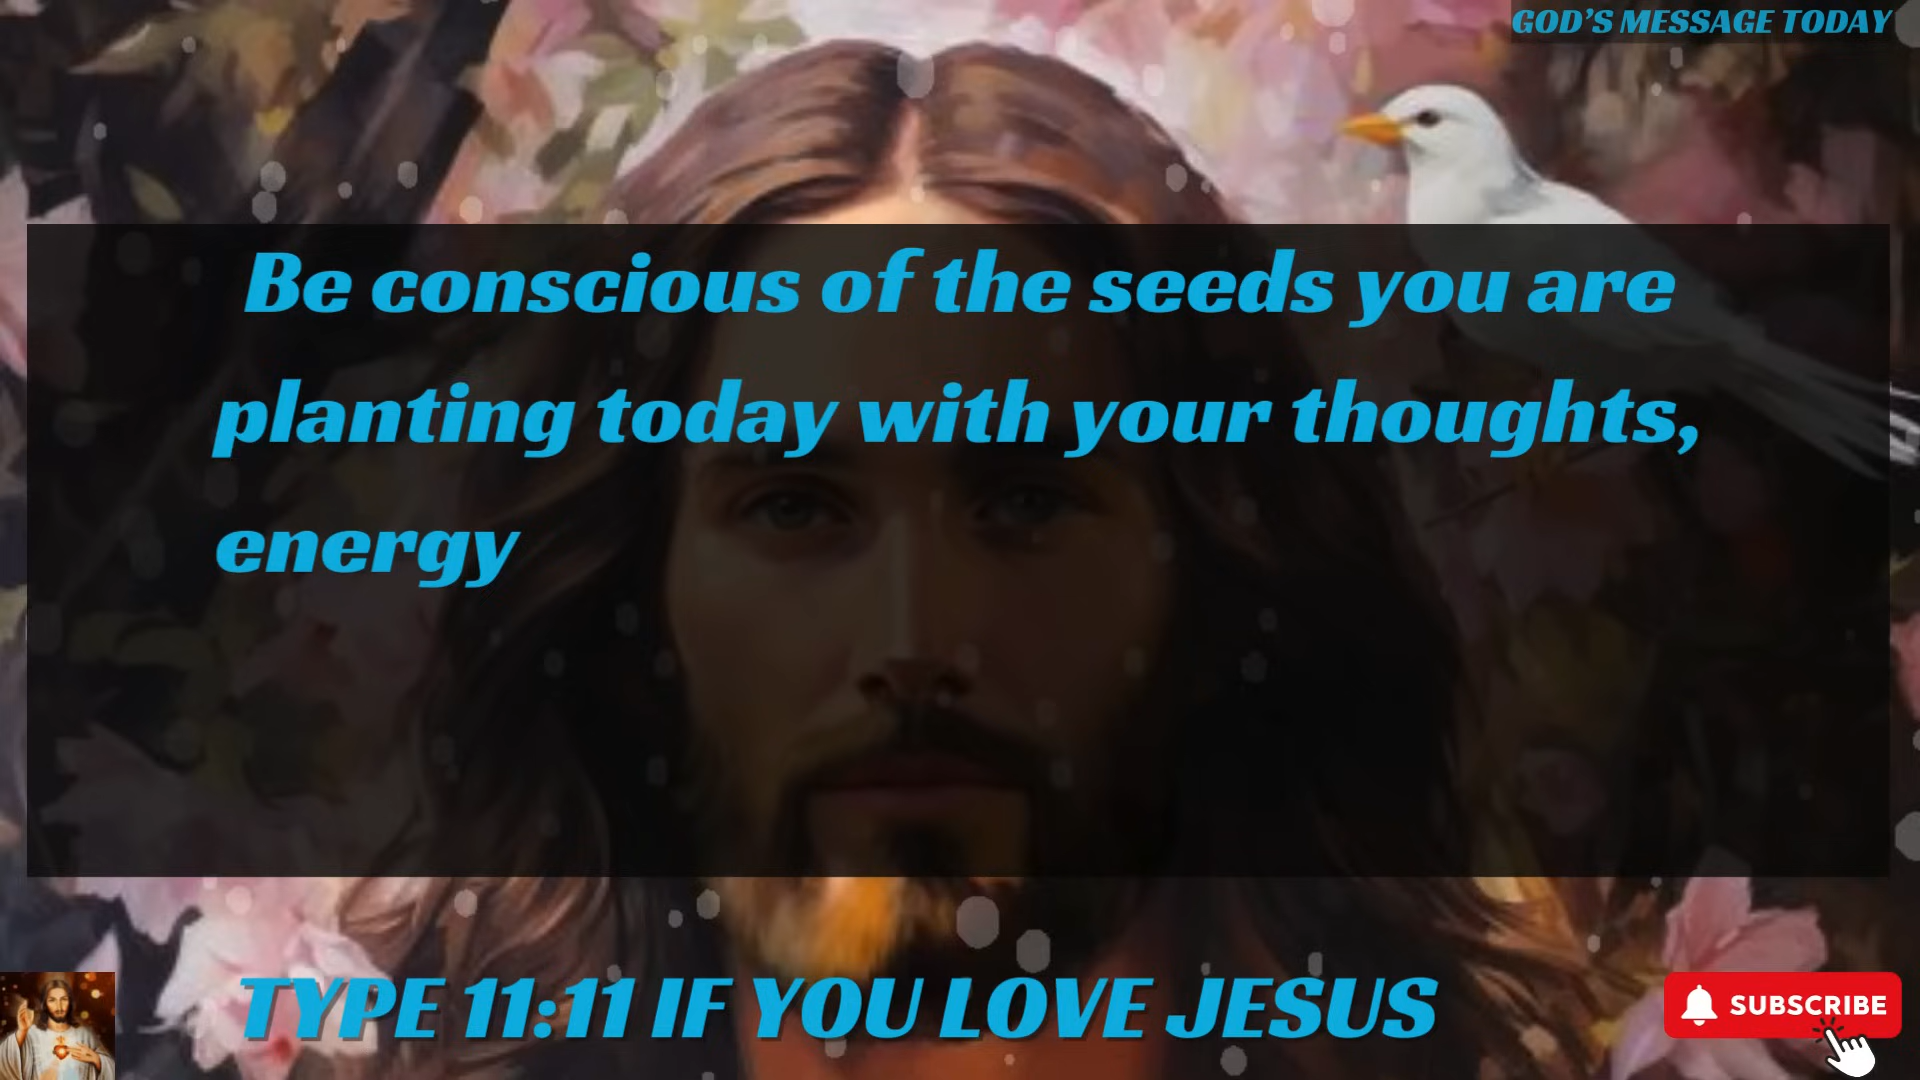 GOD'S MESSAGE TODAY
Be conscious of the seeds you are
planting today with your thoughts,
energy
TYPE 11:11 IF YOU LOVE JESUS
SUBSCRIBE